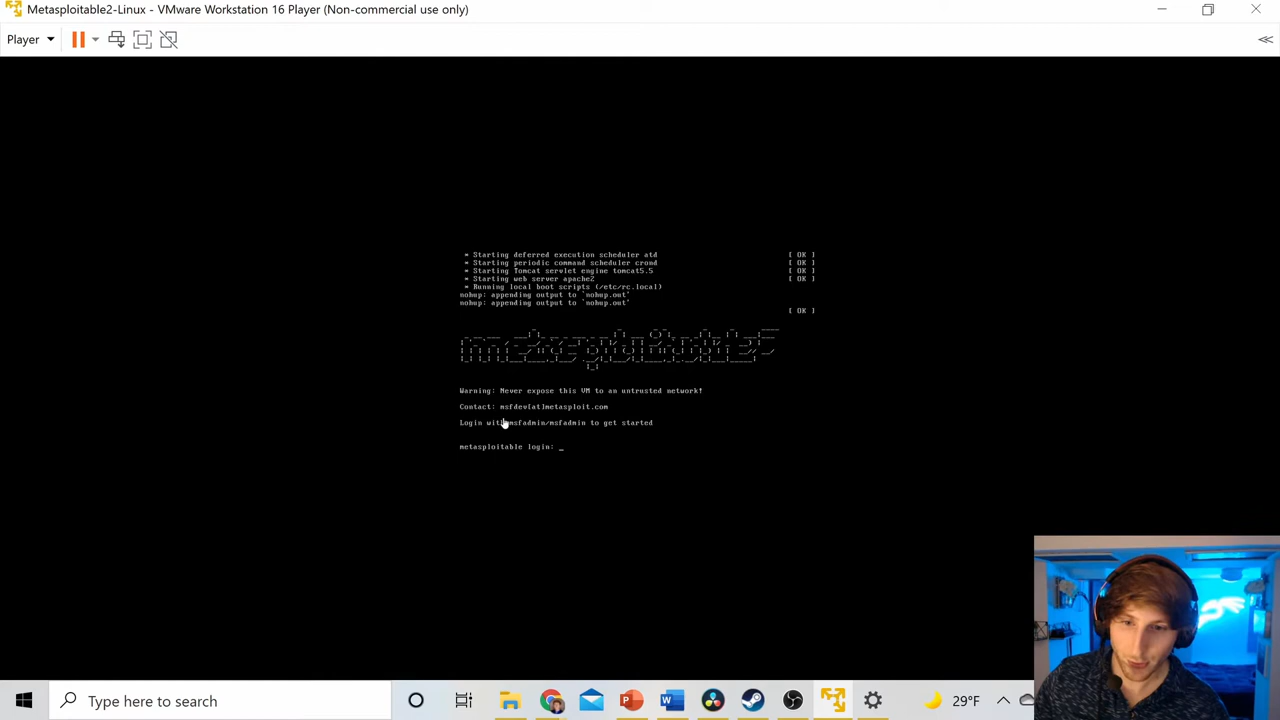 Metasploitable2-Linux - VMware Workstation 16 Player (Non-commercial use only)
Player
* Starting deferred execution scheduler atd [ OK ]
* Starting periodic command scheduler crond [ OK ]
* Starting Tomcat servlet engine tomcat5.5 [ OK ]
* Starting web server apache2 [ OK ]
* Running local boot scripts (/etc/rc.local)
nohup: appending output to `nohup.out'
nohup: appending output to `nohup.out'
[ OK ]
metasploitable2
Warning: Never expose this VM to an untrusted network!
Contact: msfdev[at]metasploit.com
Login with msfadmin/msfadmin to get started
metasploitable login: _
Type here to search
29°F